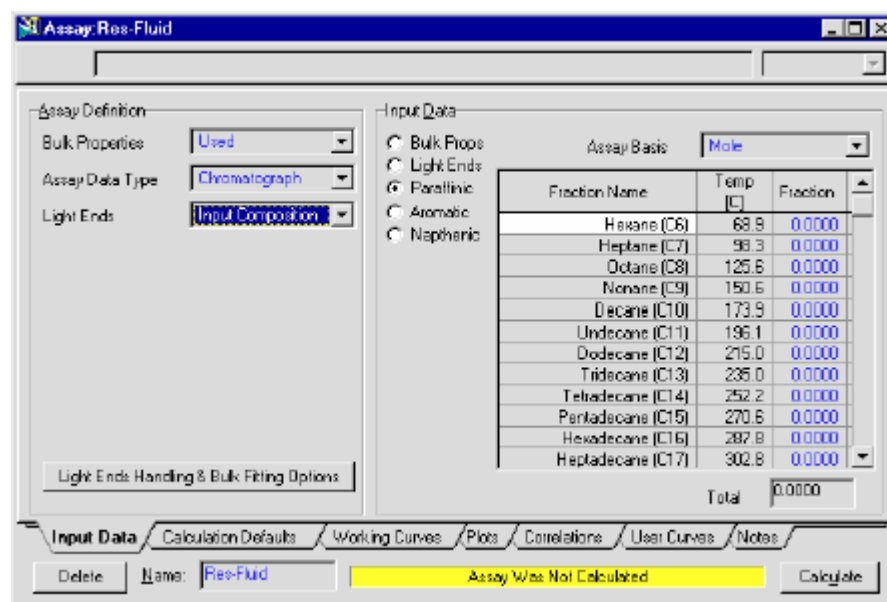 Assay:Res-Fluid
Assay Definition
Bulk Properties Used
Assay Data Type Chromatograph
Light Ends Input Composition
Light Ends Handling & Bulk Fitting Options
Input Data
Bulk Props
Light Ends
Paraffinic
Aromatic
Napthenic
Assay Basis Mole
Fraction Name Temp [C] Fraction
Hexane (C6) 68.9 0.0000
Heptane (C7) 98.3 0.0000
Octane (C8) 125.6 0.0000
Nonane (C9) 150.6 0.0000
Decane (C10) 173.9 0.0000
Undecane (C11) 196.1 0.0000
Dodecane (C12) 215.0 0.0000
Tridecane (C13) 235.0 0.0000
Tetradecane (C14) 252.2 0.0000
Pentadecane (C15) 270.6 0.0000
Hexadecane (C16) 287.8 0.0000
Heptadecane (C17) 302.8 0.0000
Total 0.0000
Input Data Calculation Defaults Working Curves Plots Correlations User Curves Notes
Delete Name: Res-Fluid Assay Was Not Calculated Calculate